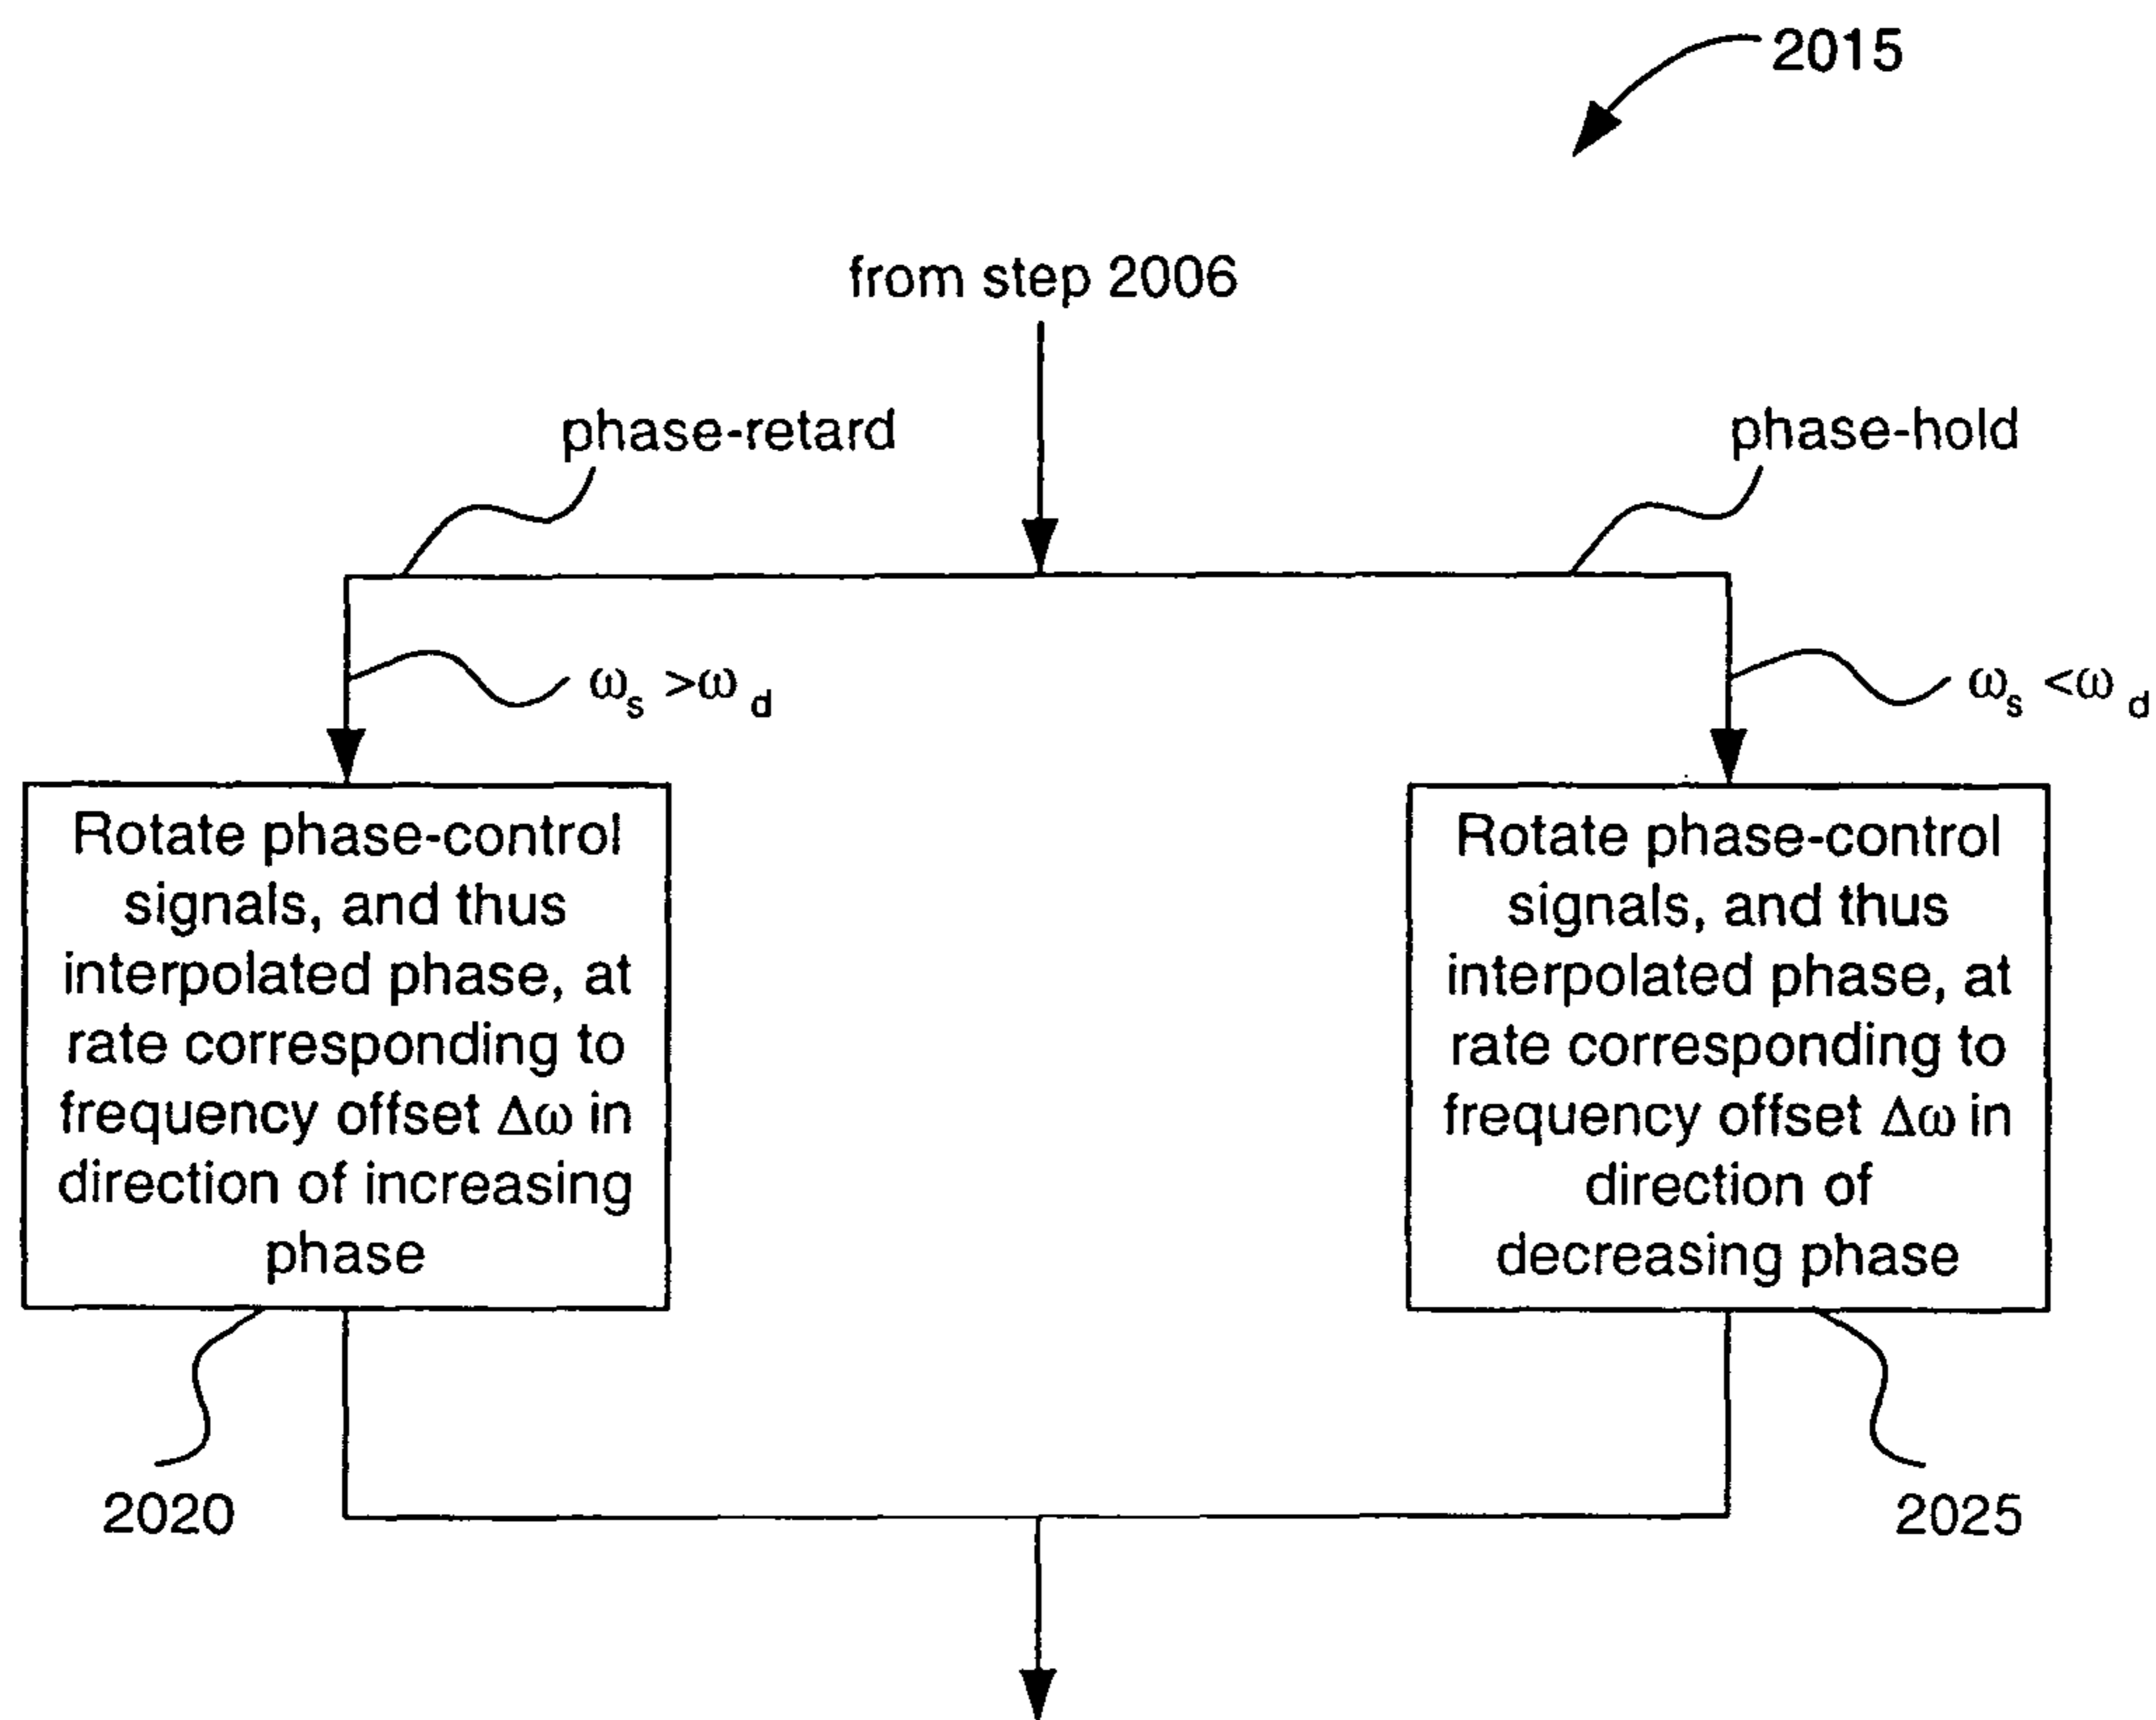 2015
from step 2006
phase-retard
phase-hold
ωs >ωd
ωs <ωd
Rotate phase-control
signals, and thus
interpolated phase, at
rate corresponding to
frequency offset Δω in
direction of increasing
phase
Rotate phase-control
signals, and thus
interpolated phase, at
rate corresponding to
frequency offset Δω in
direction of
decreasing phase
2020
2025